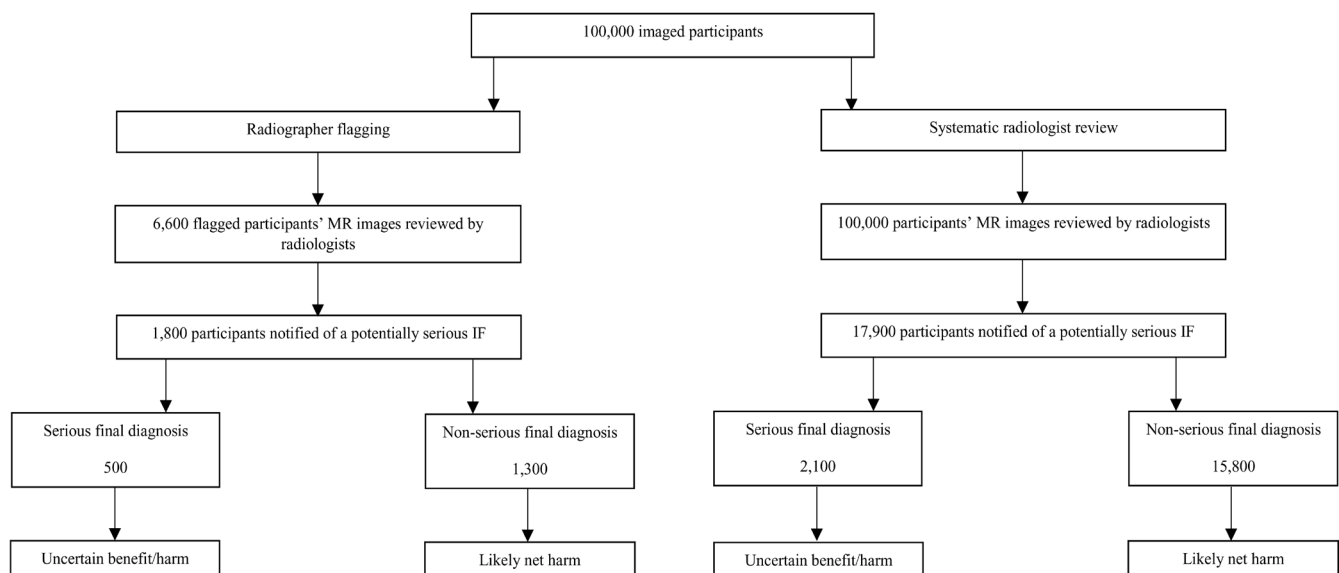 100,000 imaged participants
Radiographer flagging
Systematic radiologist review
6,600 flagged participants’ MR images reviewed by
radiologists
100,000 participants’ MR images reviewed by radiologists
1,800 participants notified of a potentially serious IF
17,900 participants notified of a potentially serious IF
Serious final diagnosis
500
Non-serious final diagnosis
1,300
Serious final diagnosis
2,100
Non-serious final diagnosis
15,800
Uncertain benefit/harm
Likely net harm
Uncertain benefit/harm
Likely net harm